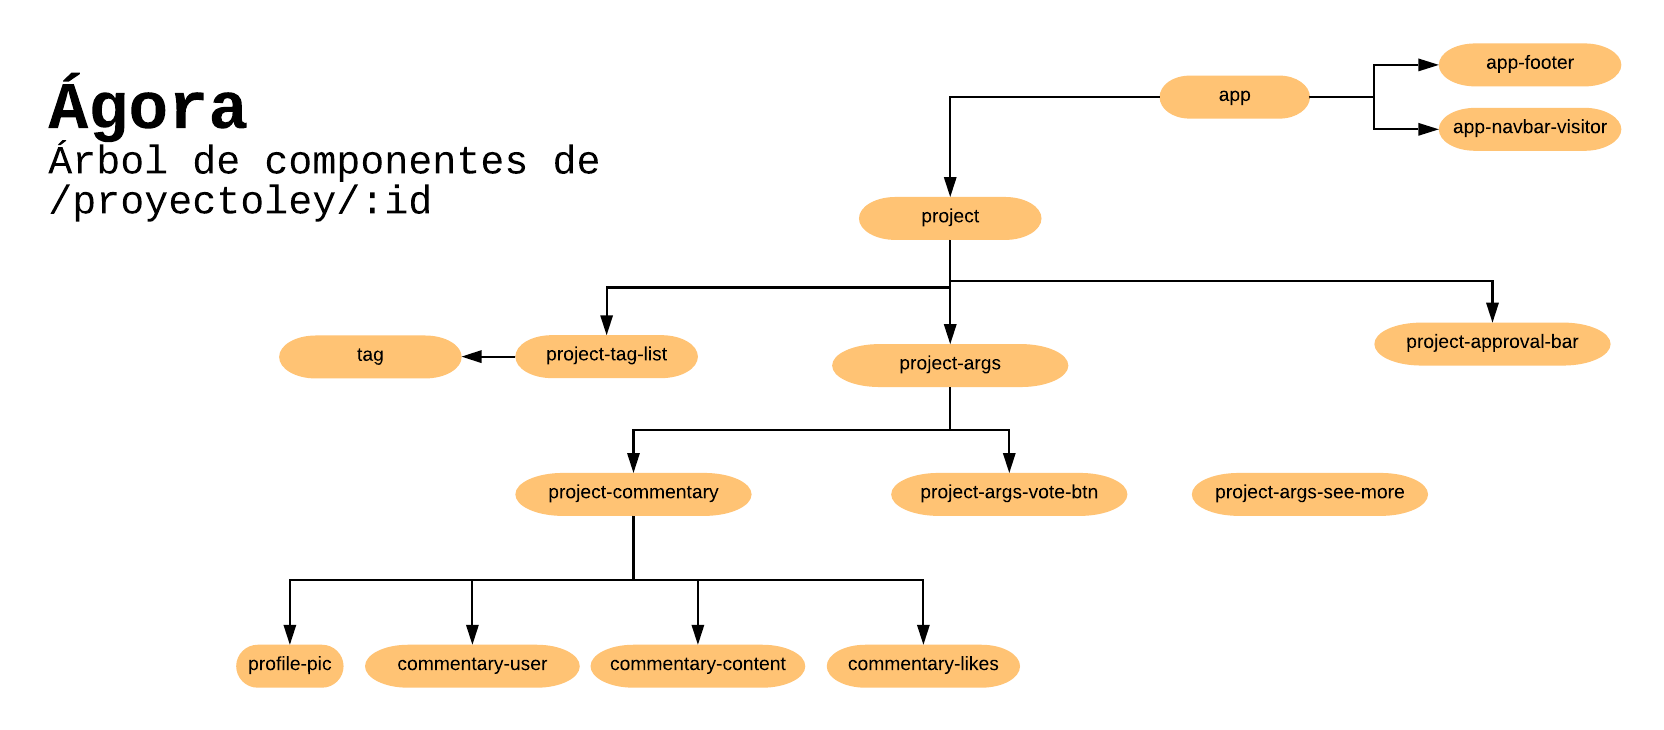 Ágora
Árbol de componentes de
/proyectoley/:id
app
app-footer
app-navbar-visitor
project
tag
project-tag-list
project-args
project-approval-bar
project-commentary
project-args-vote-btn
project-args-see-more
profile-pic
commentary-user
commentary-content
commentary-likes